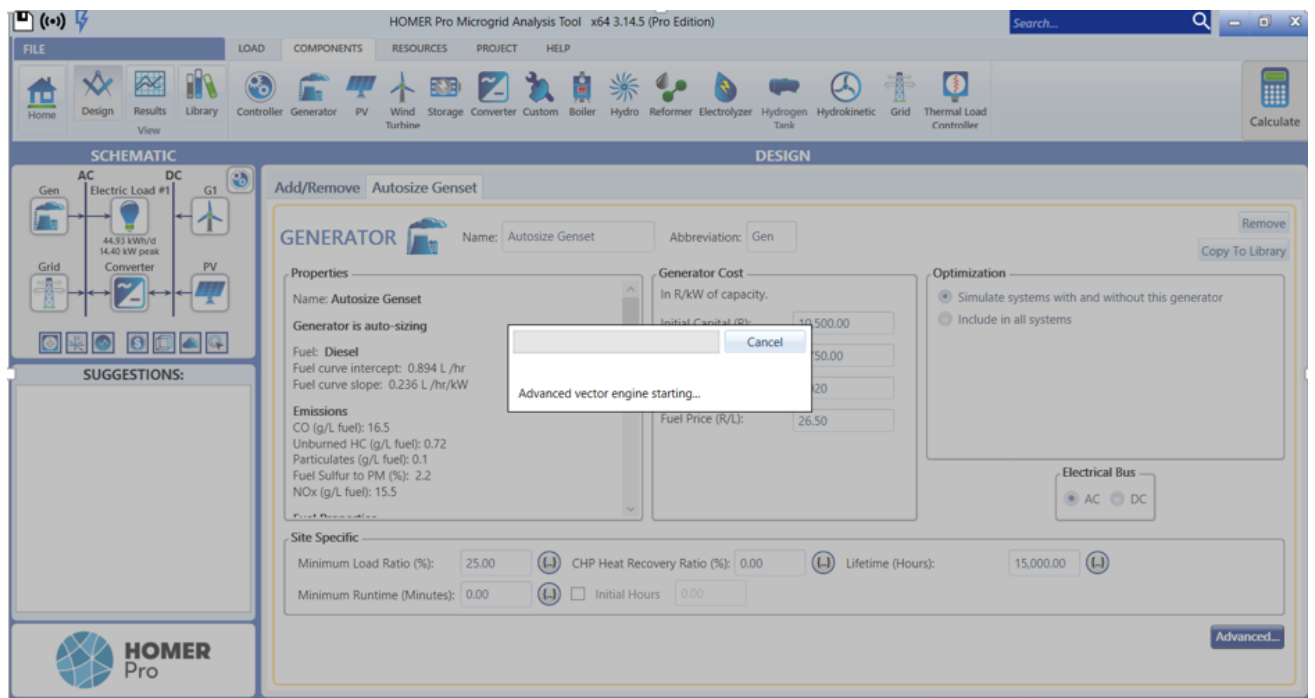 HOMER Pro Microgrid Analysis Tool x64 3.14.5 (Pro Edition)
Search...
FILE
LOAD COMPONENTS RESOURCES PROJECT HELP
Home
Design Results Library
View
Controller Generator PV Wind Turbine Storage Converter Custom Boiler Hydro Reformer Electrolyzer Hydrogen Tank Hydrokinetic Grid Thermal Load Controller
Calculate
SCHEMATIC
AC DC
Gen Electric Load #1 G1
44.93 kWh/d
14.40 kW peak
Grid Converter PV
SUGGESTIONS:
HOMER
Pro
DESIGN
Add/Remove Autosize Genset
GENERATOR Name: Autosize Genset Abbreviation: Gen
Remove
Copy To Library
Properties
Name: Autosize Genset
Generator is auto-sizing
Fuel: Diesel
Fuel curve intercept: 0.894 L /hr
Fuel curve slope: 0.236 L /hr/kW
Emissions
CO (g/L fuel): 16.5
Unburned HC (g/L fuel): 0.72
Particulates (g/L fuel): 0.1
Fuel Sulfur to PM (%): 2.2
NOx (g/L fuel): 15.5
Generator Cost
In R/kW of capacity.
Initial Capital (R): 10,500.00
Fuel Price (R/L): 26.50
Cancel
Advanced vector engine starting...
Optimization
Simulate systems with and without this generator
Include in all systems
Electrical Bus
AC DC
Site Specific
Minimum Load Ratio (%): 25.00 CHP Heat Recovery Ratio (%): 0.00 Lifetime (Hours): 15,000.00
Minimum Runtime (Minutes): 0.00 Initial Hours 0.00
Advanced...